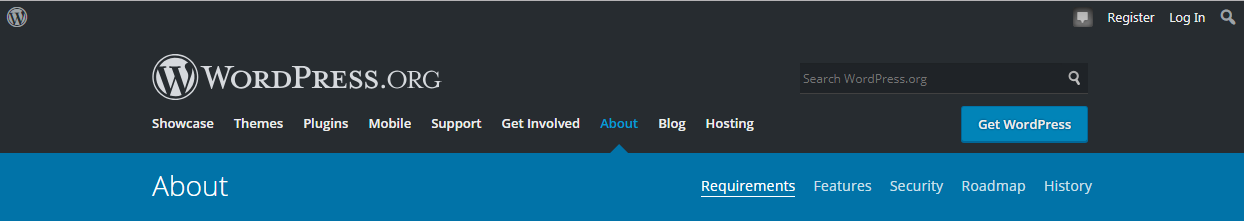 Register Log In
WORDPRESS.ORG
Search WordPress.org
Showcase Themes Plugins Mobile Support Get Involved About Blog Hosting
Get WordPress
About
Requirements Features Security Roadmap History